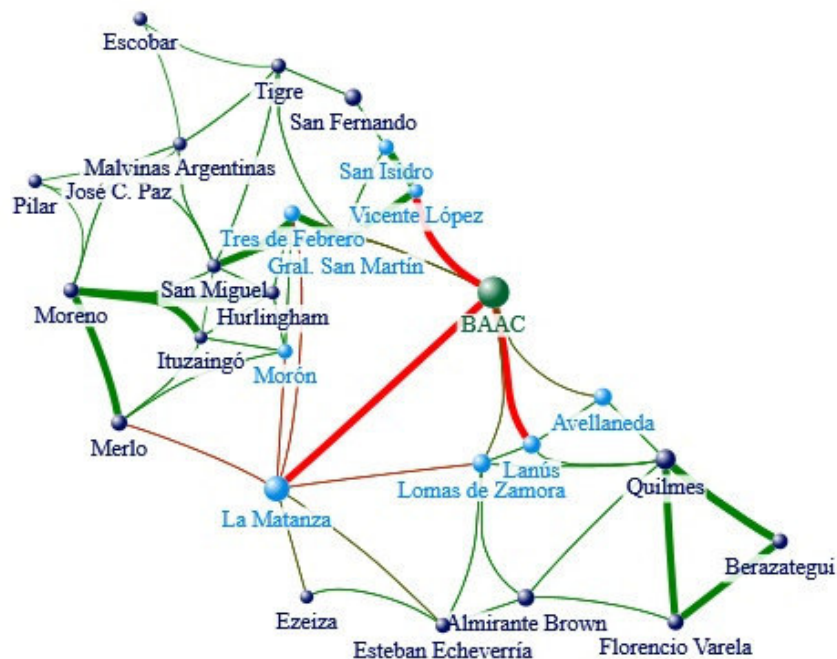 Escobar
Tigre
San Fernando
Malvinas Argentinas
San Isidro
José C. Paz
Pilar
Vicente López
Tres de Febrero
Gral. San Martín
San Miguel
Moreno
Hurlingham
BAAC
Ituzaingó
Morón
Avellaneda
Merlo
Lanús
Lomas de Zamora
Quilmes
La Matanza
Berazategui
Ezeiza
Almirante Brown
Esteban Echeverría
Florencio Varela